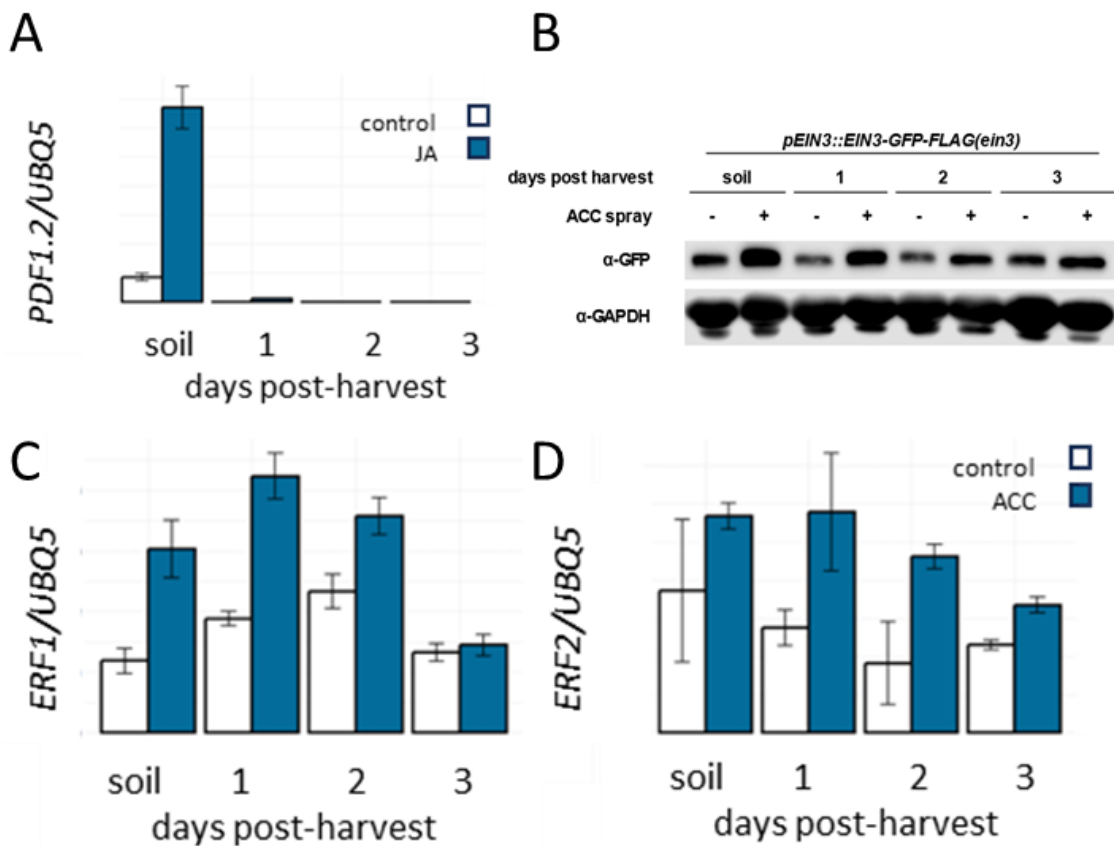 A
PDF1.2/UBQ5
control
JA
soil 1 2 3
days post-harvest
B
pEIN3::EIN3-GFP-FLAG(ein3)
days post harvest soil 1 2 3
ACC spray - + - + - + - +
α-GFP
α-GAPDH
C
ERF1/UBQ5
soil 1 2 3
days post-harvest
D
ERF2/UBQ5
control
ACC
soil 1 2 3
days post-harvest